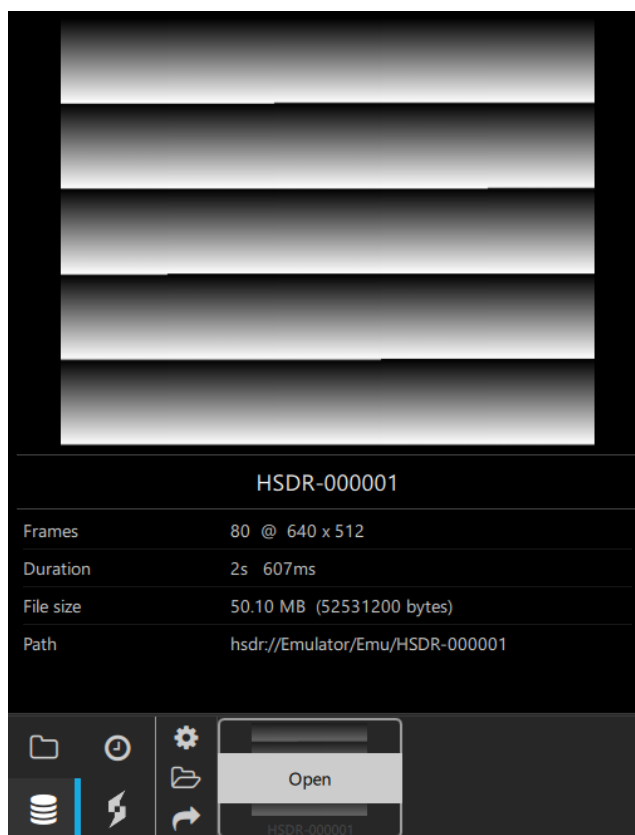 HSDR-000001
Frames 80 @ 640 x 512
Duration 2s 607ms
File size 50.10 MB (52531200 bytes)
Path hsdr://Emulator/Emu/HSDR-000001
Open
HSDR-000001